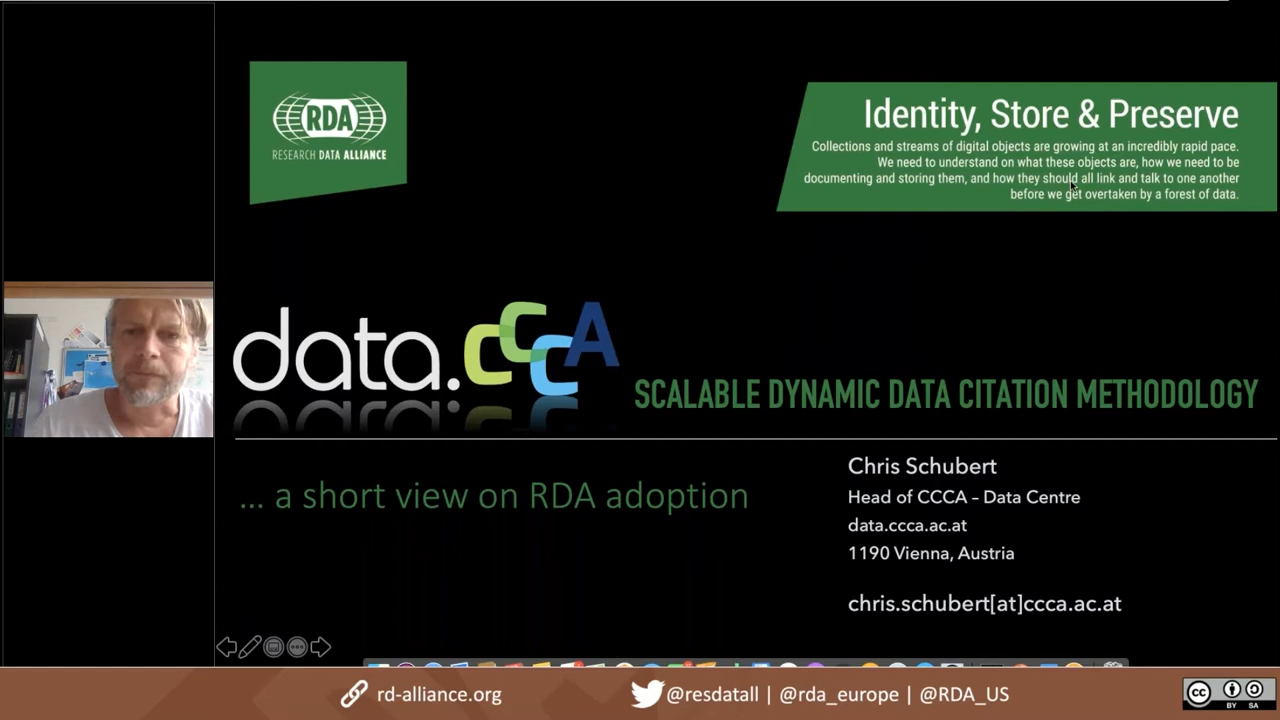 RDA
RESEARCH DATA ALLIANCE
Identity, Store & Preserve
Collections and streams of digital objects are growing at an incredibly rapid pace.
We need to understand on what these objects are, how we need to be
documenting and storing them, and how they should all link and talk to one another
before we get overtaken by a forest of data.
data.CCCA
SCALABLE DYNAMIC DATA CITATION METHODOLOGY
... a short view on RDA adoption
Chris Schubert
Head of CCCA – Data Centre
data.ccca.ac.at
1190 Vienna, Austria
chris.schubert[at]ccca.ac.at
rd-alliance.org
@resdatall | @rda_europe | @RDA_US
cc
BY SA